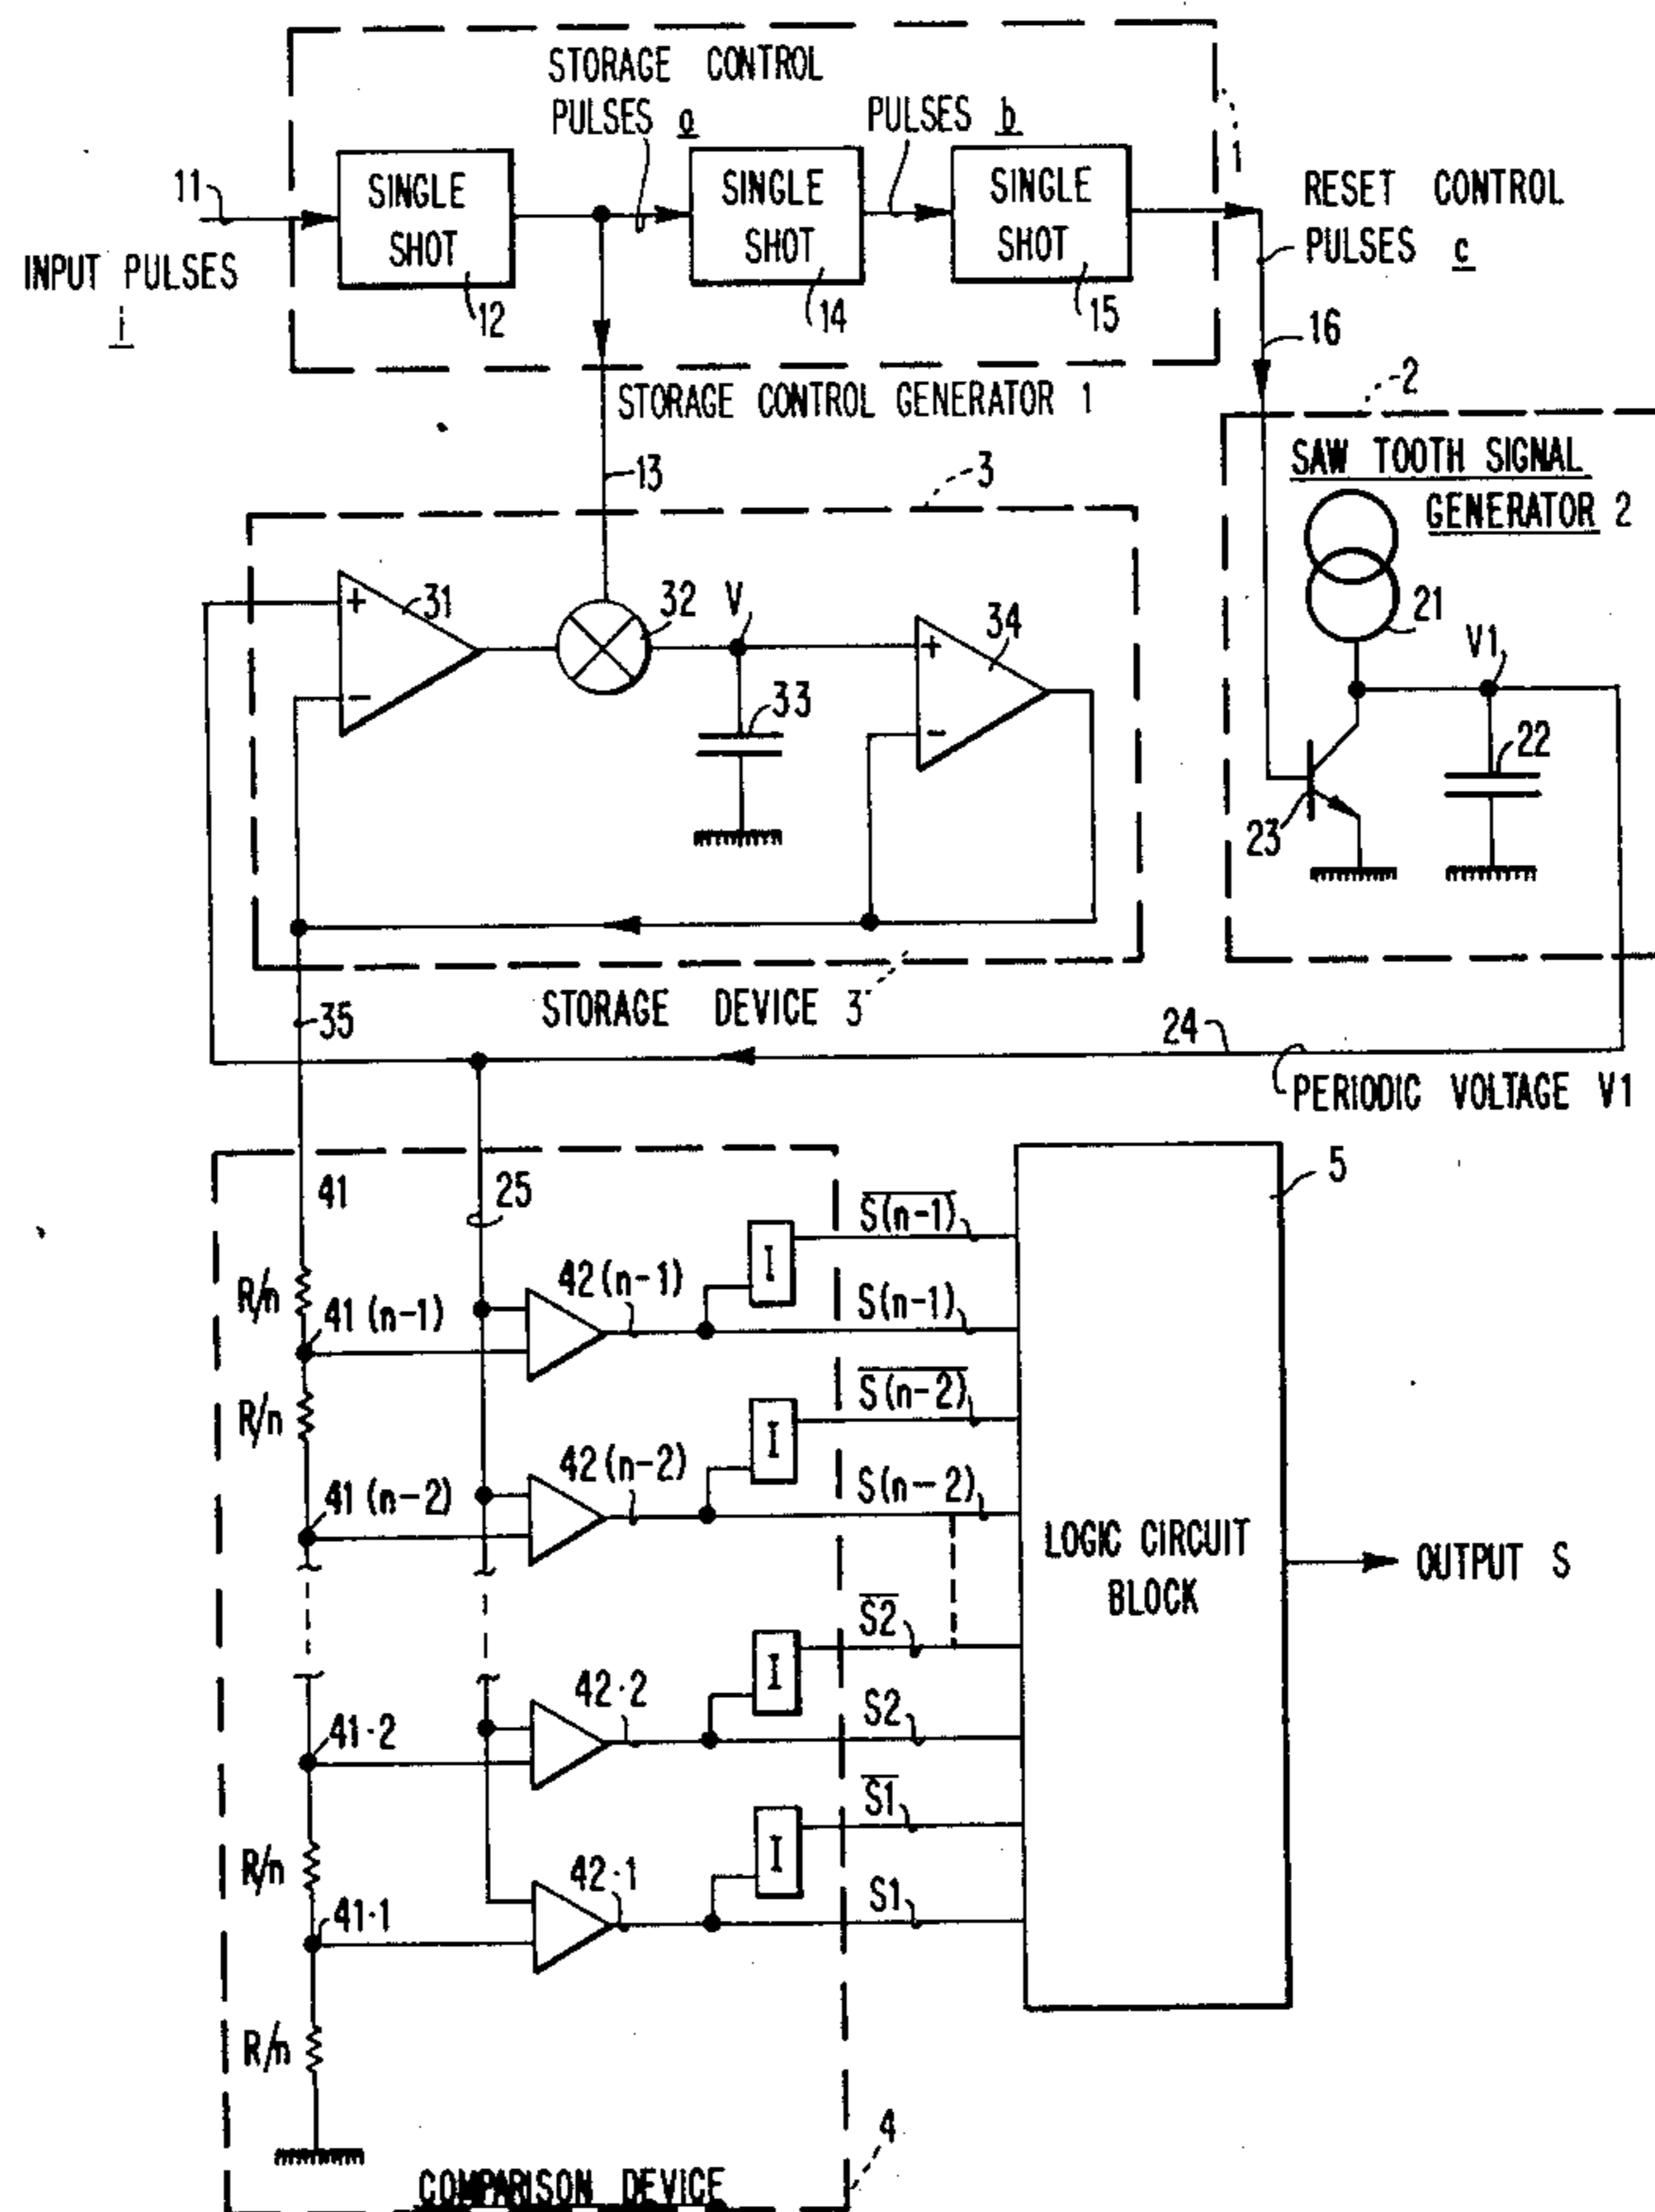 STORAGE CONTROL
PULSES a
PULSES b
1
11
SINGLE
SHOT
SINGLE
SHOT
SINGLE
SHOT
RESET CONTROL
PULSES c
INPUT PULSES
i
12
14
15
16
STORAGE CONTROL GENERATOR 1
2
13
3
SAW TOOTH SIGNAL
GENERATOR 2
+
31
32
V
34
+
21
V1
-
33
-
22
23
STORAGE DEVICE 3
35
24
PERIODIC VOLTAGE V1
41
25
5
S(n-1)
R/n
42(n-1)
I
S(n-1)
41(n-1)
S(n-2)
R/n
I
42(n-2)
S(n-2)
41(n-2)
LOGIC CIRCUIT
BLOCK
OUTPUT S
S2
I
42·2
S2
41·2
S1
R/n
I
42·1
S1
41·1
R/n
4
COMPARISON DEVICE